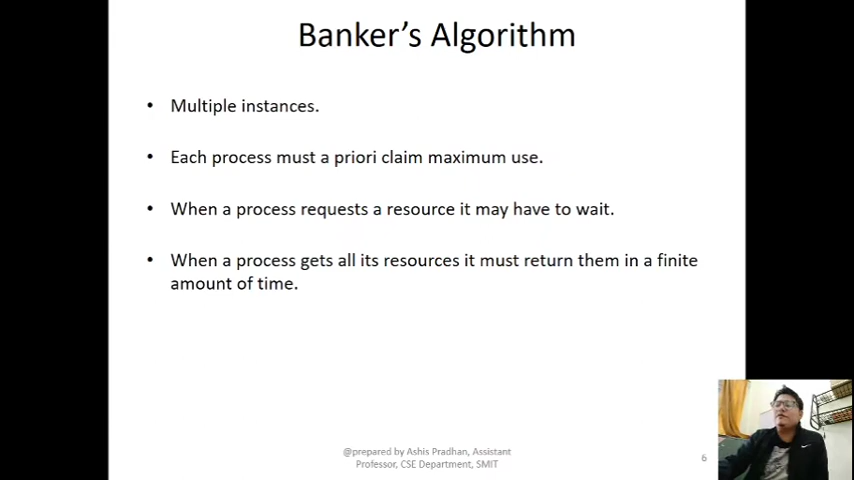 Banker's Algorithm
• Multiple instances.
• Each process must a priori claim maximum use.
• When a process requests a resource it may have to wait.
• When a process gets all its resources it must return them in a finite
amount of time.
@prepared by Ashis Pradhan, Assistant
Professor, CSE Department, SMIT
6